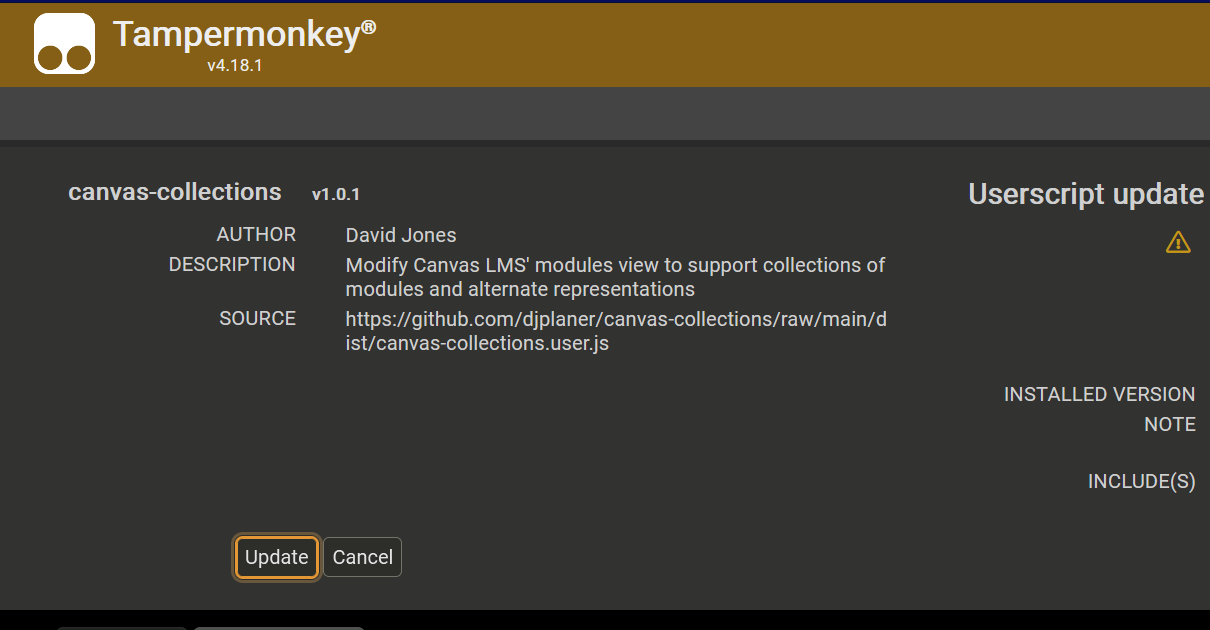 Tampermonkey®
v4.18.1
canvas-collections v1.0.1
Userscript update
AUTHOR David Jones
DESCRIPTION Modify Canvas LMS' modules view to support collections of
modules and alternate representations
SOURCE https://github.com/djplaner/canvas-collections/raw/main/d
ist/canvas-collections.user.js
INSTALLED VERSION
NOTE
INCLUDE(S)
Update Cancel